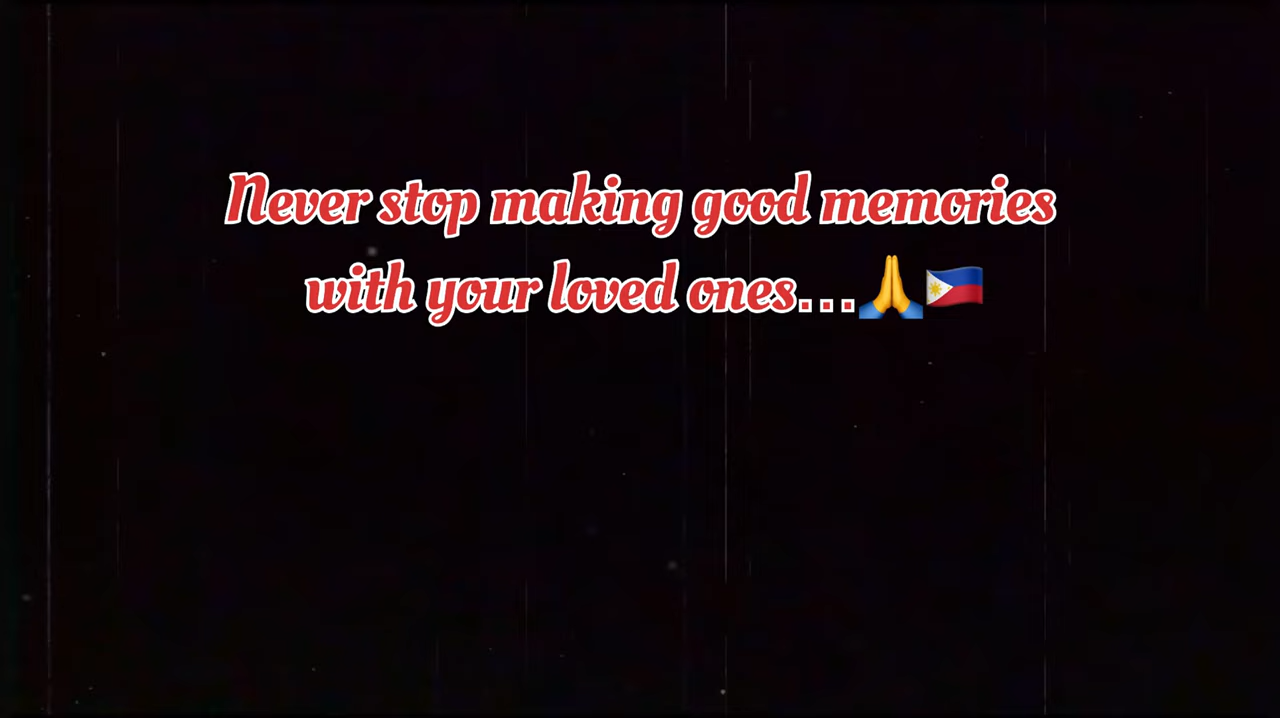 Never stop making good memories
with your loved ones...🙏🇵🇭